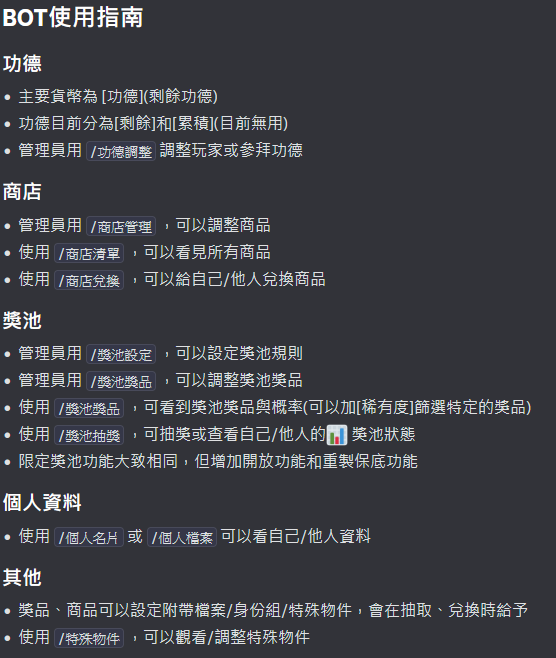 BOT使用指南
功德
• 主要貨幣為 [功德](剩餘功德)
• 功德目前分為[剩餘]和[累積](目前無用)
• 管理員用 /功德調整 調整玩家或參拜功德
商店
• 管理員用 /商店管理 ，可以調整商品
• 使用 /商店清單 ，可以看見所有商品
• 使用 /商店兌換 ，可以給自己/他人兌換商品
獎池
• 管理員用 /獎池設定 ，可以設定獎池規則
• 管理員用 /獎池獎品 ，可以調整獎池獎品
• 使用 /獎池獎品 ，可看到獎池獎品與概率(可以加[稀有度]篩選特定的獎品)
• 使用 /獎池抽獎 ，可抽獎或查看自己/他人的📊 獎池狀態
• 限定獎池功能大致相同，但增加開放功能和重製保底功能
個人資料
• 使用 /個人名片 或 /個人檔案 可以看自己/他人資料
其他
• 獎品、商品可以設定附帶檔案/身份組/特殊物件，會在抽取、兌換時給予
• 使用 /特殊物件 ，可以觀看/調整特殊物件